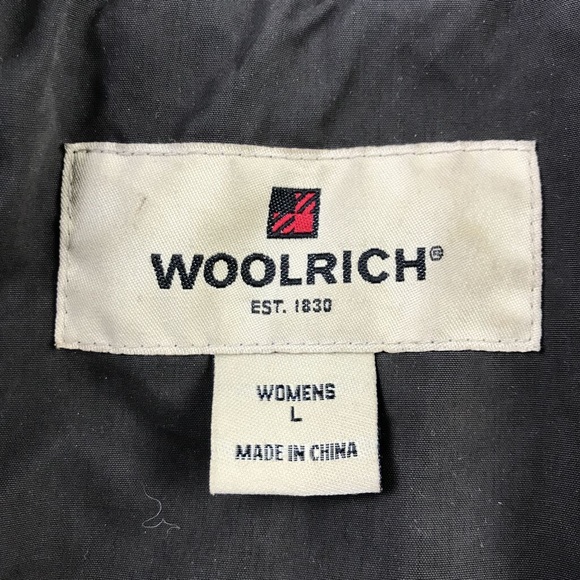 WOOLRICH®
EST. 1830
WOMENS
L
MADE IN CHINA